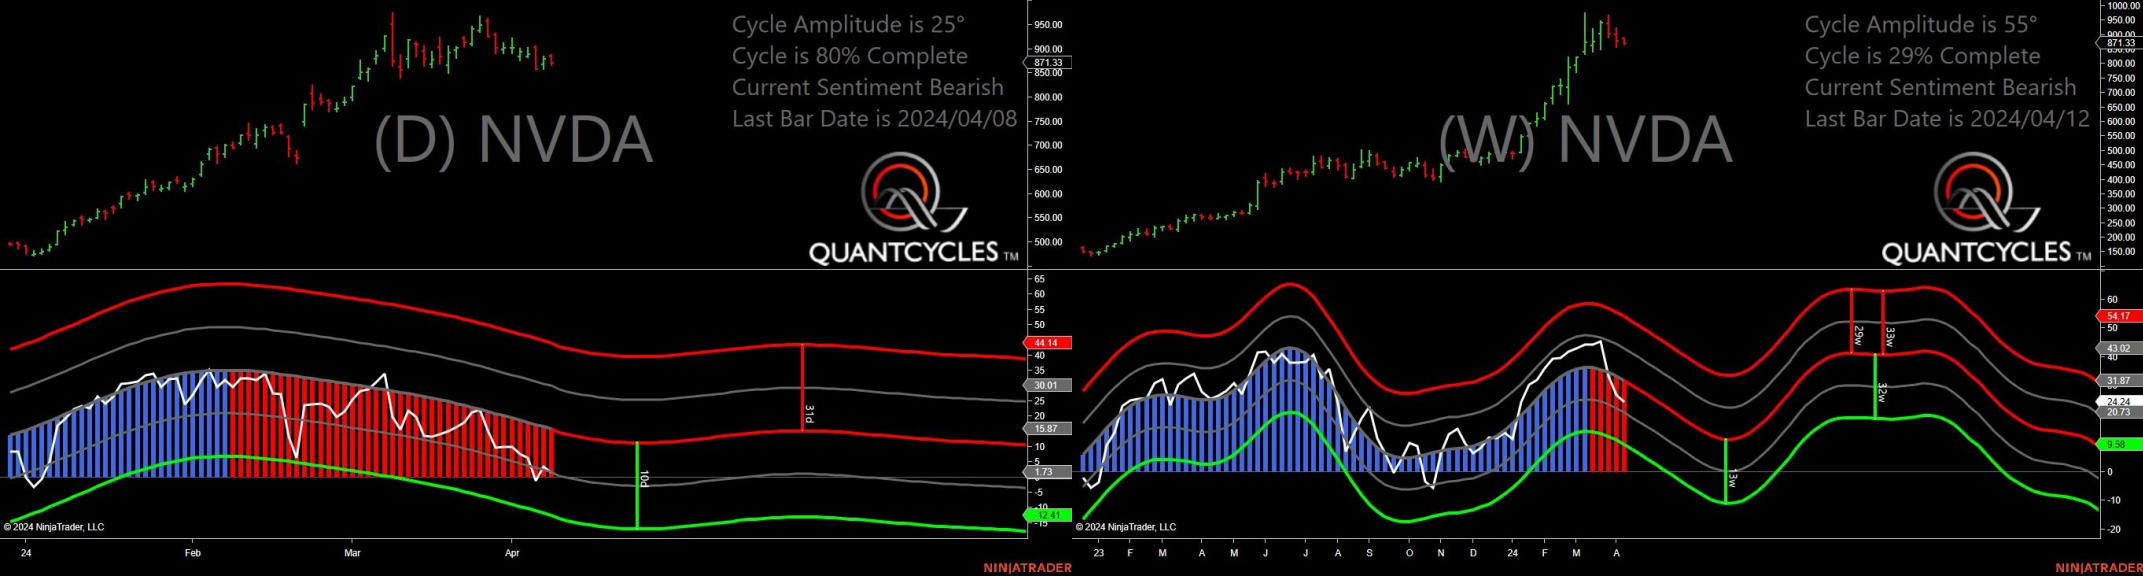 Cycle Amplitude is 25°
Cycle is 80% Complete
Current Sentiment Bearish
Last Bar Date is 2024/04/08
(D) NVDA
QUANTCYCLES TM
950.00
900.00
871.33
850.00
800.00
750.00
700.00
650.00
600.00
550.00
500.00
65
60
55
50
44.14
40
35
30.01
25
20
15.87
10
5
1.73
-5
-10
-12.41
-15
31d
10d
© 2024 NinjaTrader, LLC
24 Feb Mar Apr
NINJATRADER
Cycle Amplitude is 55°
Cycle is 29% Complete
Current Sentiment Bearish
Last Bar Date is 2024/04/12
(W) NVDA
QUANTCYCLES TM
1000.00
950.00
900.00
871.33
850.00
800.00
750.00
700.00
650.00
600.00
550.00
500.00
450.00
400.00
350.00
300.00
250.00
200.00
150.00
60
54.17
50
43.02
40
31.87
24.24
20.73
9.58
0
-10
-20
29w
33w
32w
© 2024 NinjaTrader, LLC
23 F M A M J J A S O N D 24 F M A
NINJATRADER